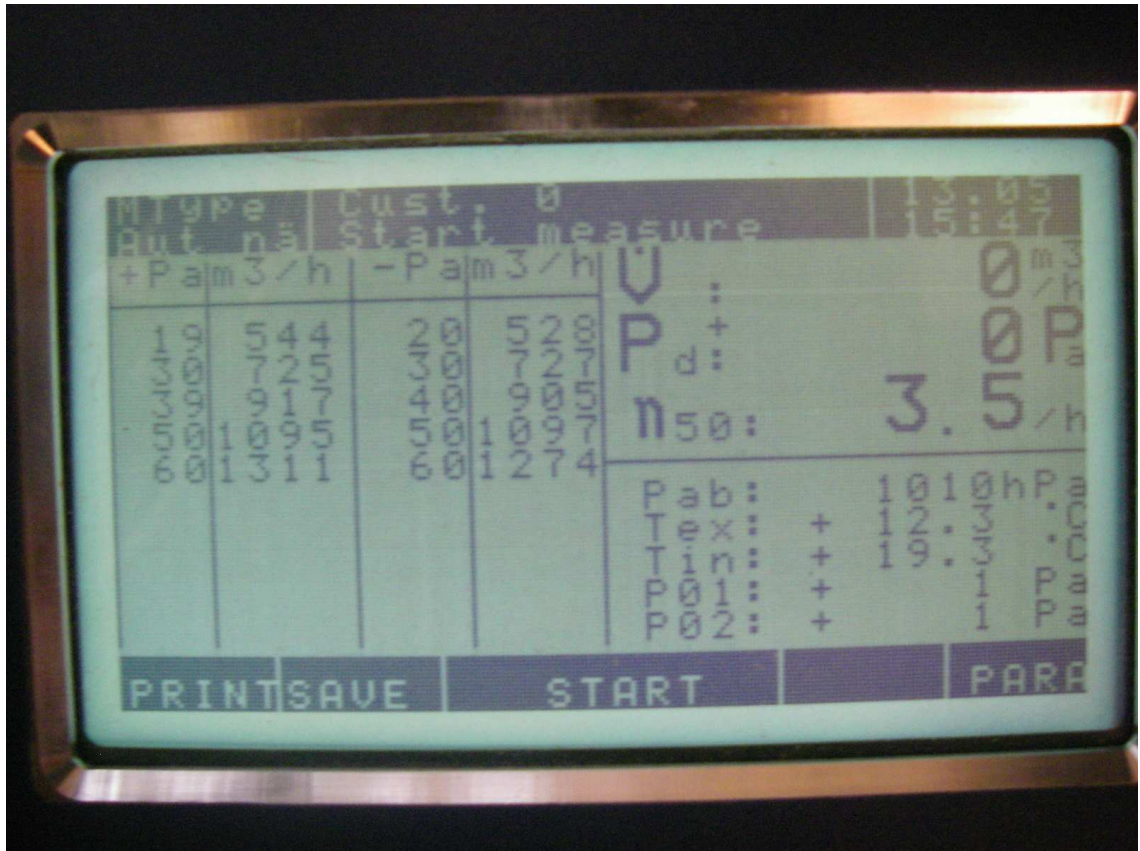 MType Cust. 0 13.05
Aut nä Start measure 15:47
+Pa m3/h -Pa m3/h
19 544 20 528
30 725 30 727
39 917 40 905
50 1095 50 1097
60 1311 60 1274
V̇ : 0 m3/h
Pd+: 0 Pa
n50: 3.5 /h
Pab: 1010hPa
Tex: + 12.3 °C
Tin: + 19.3 °C
P01: + 1 Pa
P02: + 1 Pa
PRINT SAVE START PARA